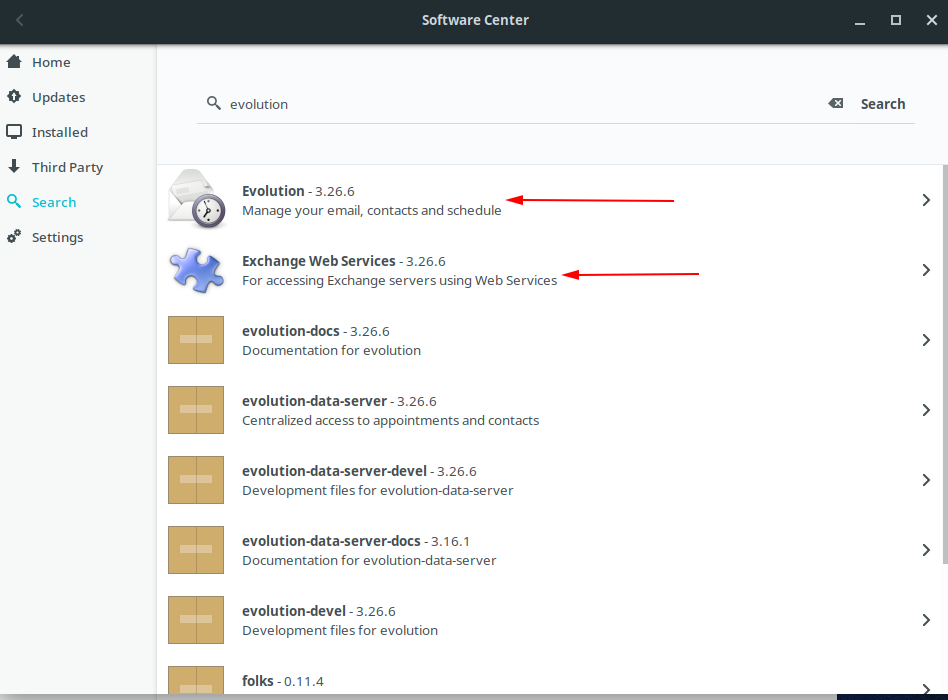 Software Center
Home
Updates
Installed
Third Party
Search
Settings
evolution
Search
Evolution - 3.26.6
Manage your email, contacts and schedule
Exchange Web Services - 3.26.6
For accessing Exchange servers using Web Services
evolution-docs - 3.26.6
Documentation for evolution
evolution-data-server - 3.26.6
Centralized access to appointments and contacts
evolution-data-server-devel - 3.26.6
Development files for evolution-data-server
evolution-data-server-docs - 3.16.1
Documentation for evolution-data-server
evolution-devel - 3.26.6
Development files for evolution
folks - 0.11.4